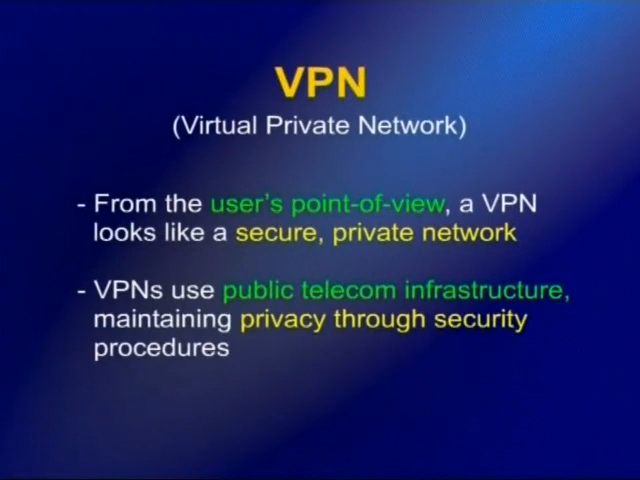 VPN
(Virtual Private Network)
- From the user's point-of-view, a VPN
looks like a secure, private network
- VPNs use public telecom infrastructure,
maintaining privacy through security
procedures